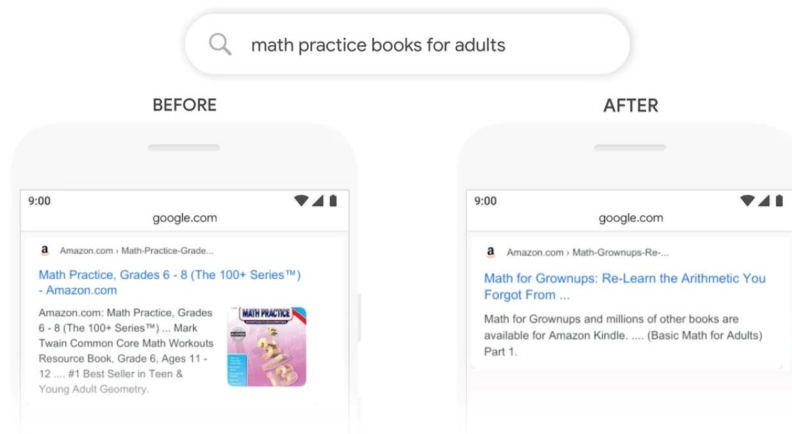 math practice books for adults
BEFORE
AFTER
9:00
google.com
a Amazon.com › Math-Practice-Grade...
Math Practice, Grades 6 - 8 (The 100+ Series™)
- Amazon.com
Amazon.com: Math Practice, Grades
6 - 8 (The 100+ Series™) ... Mark
Twain Common Core Math Workouts
Resource Book, Grade 6, Ages 11 -
12 .... #1 Best Seller in Teen &
Young Adult Geometry.
MATH PRACTICE
9:00
google.com
a Amazon.com › Math-Grownups-Re-...
Math for Grownups: Re-Learn the Arithmetic You
Forgot From ...
Math for Grownups and millions of other books are
available for Amazon Kindle. .... (Basic Math for Adults)
Part 1.